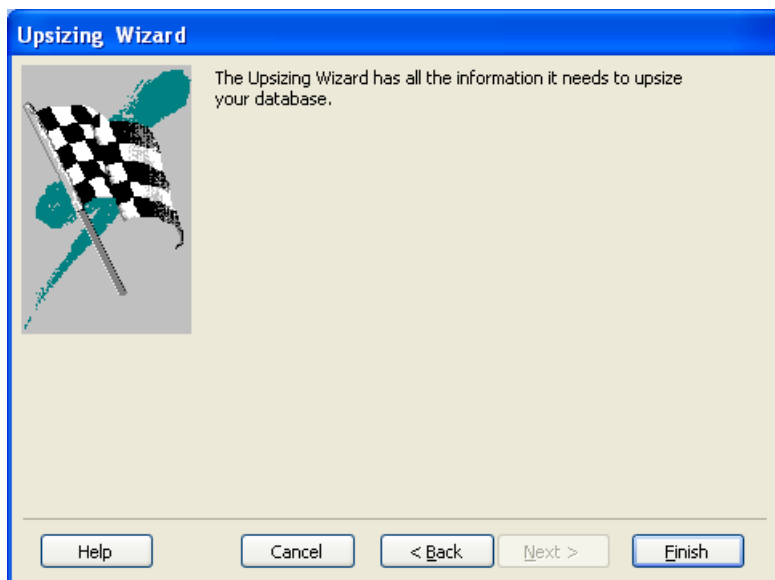 Upsizing Wizard
The Upsizing Wizard has all the information it needs to upsize
your database.
Help Cancel < Back Next > Finish